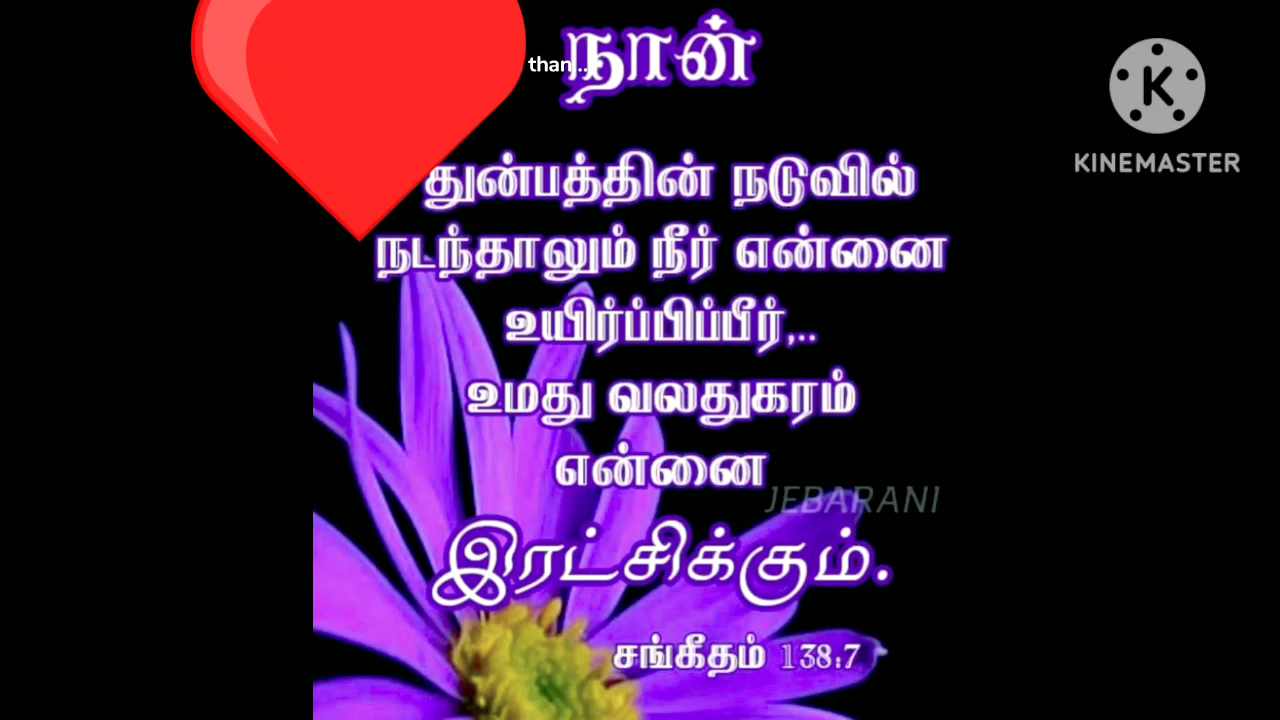 நான்
than...
துன்பத்தின் நடுவில்
நடந்தாலும் நீர் என்னை
உயிர்ப்பிப்பீர்,..
உமது வலதுகரம்
என்னை
இரட்சிக்கும்.
சங்கீதம் 138:7
JEBARANI
KINEMASTER